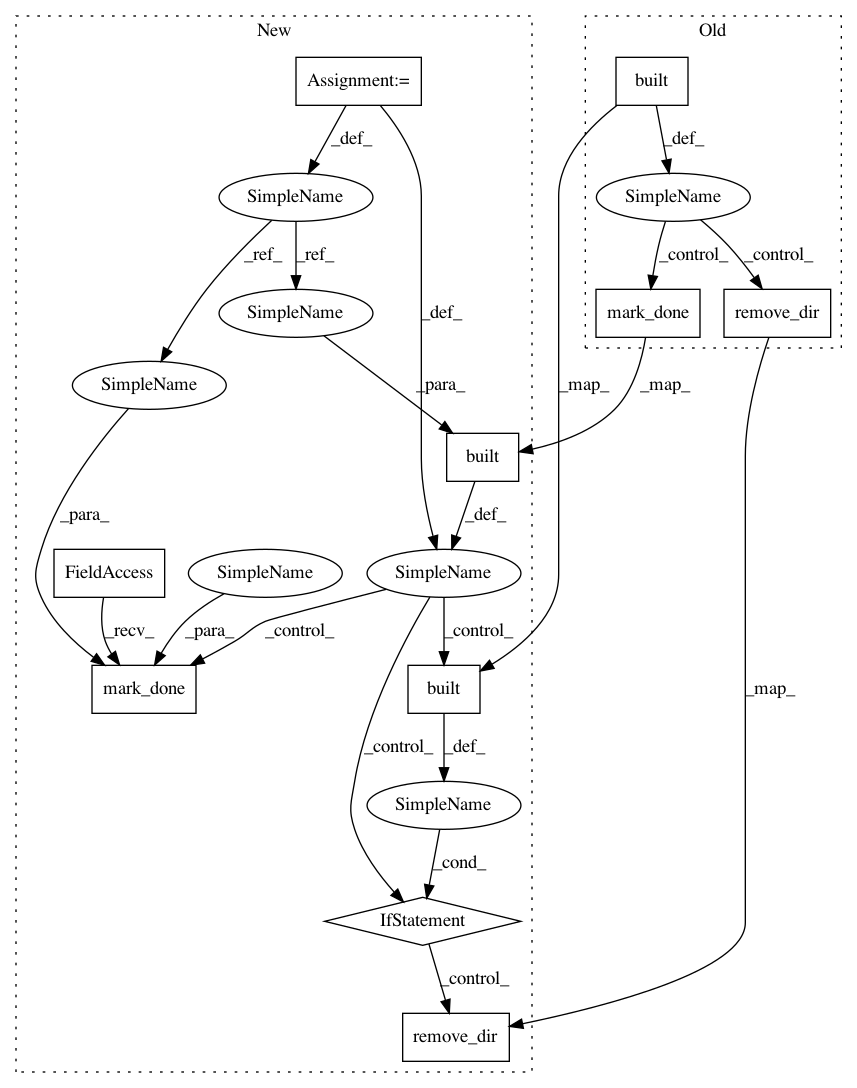 New
Old
Assignment:=
built
_def_
_def_
SimpleName
SimpleName
_ref_
_ref_
_control_
_control_
SimpleName
mark_done
remove_dir
_def_
SimpleName
_para_
_map_
_map_
built
_para_
_def_
FieldAccess
SimpleName
SimpleName
_recv_
_para_
_control_
_control_
mark_done
built
_map_
_control_
_def_
SimpleName
_cond_
IfStatement
_control_
remove_dir